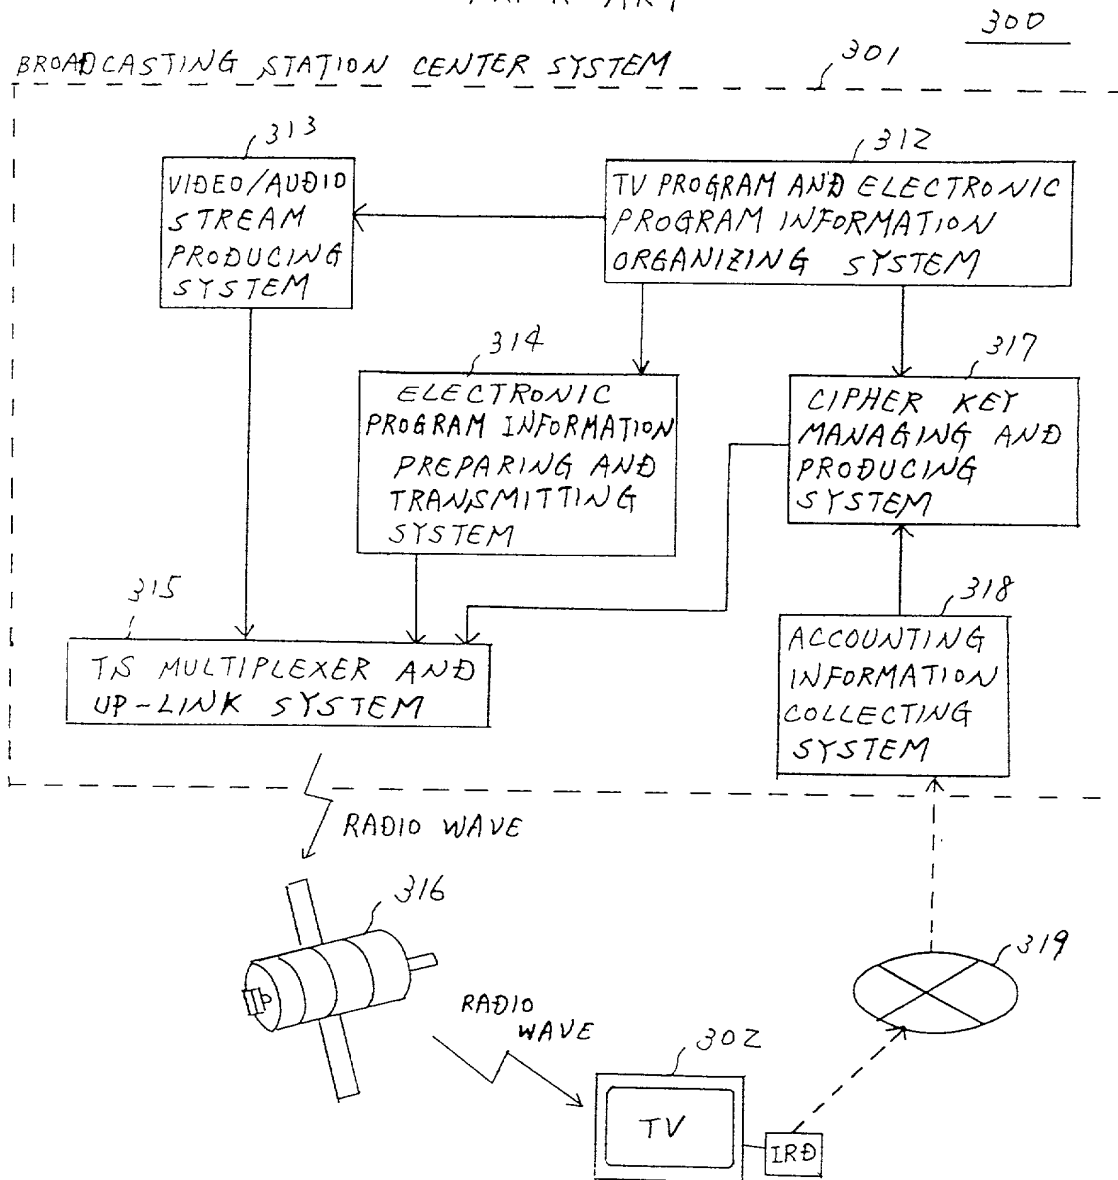 PRIOR ART
300
BROADCASTING STATION CENTER SYSTEM
301
313
312
VIDEO/AUDIO
STREAM
PRODUCING
SYSTEM
TV PROGRAM AND ELECTRONIC
PROGRAM INFORMATION
ORGANIZING SYSTEM
314
317
ELECTRONIC
PROGRAM INFORMATION
PREPARING AND
TRANSMITTING
SYSTEM
CIPHER KEY
MANAGING AND
PRODUCING
SYSTEM
315
318
TS MULTIPLEXER AND
UP-LINK SYSTEM
ACCOUNTING
INFORMATION
COLLECTING
SYSTEM
RADIO WAVE
316
319
RADIO
WAVE
302
TV
IRD